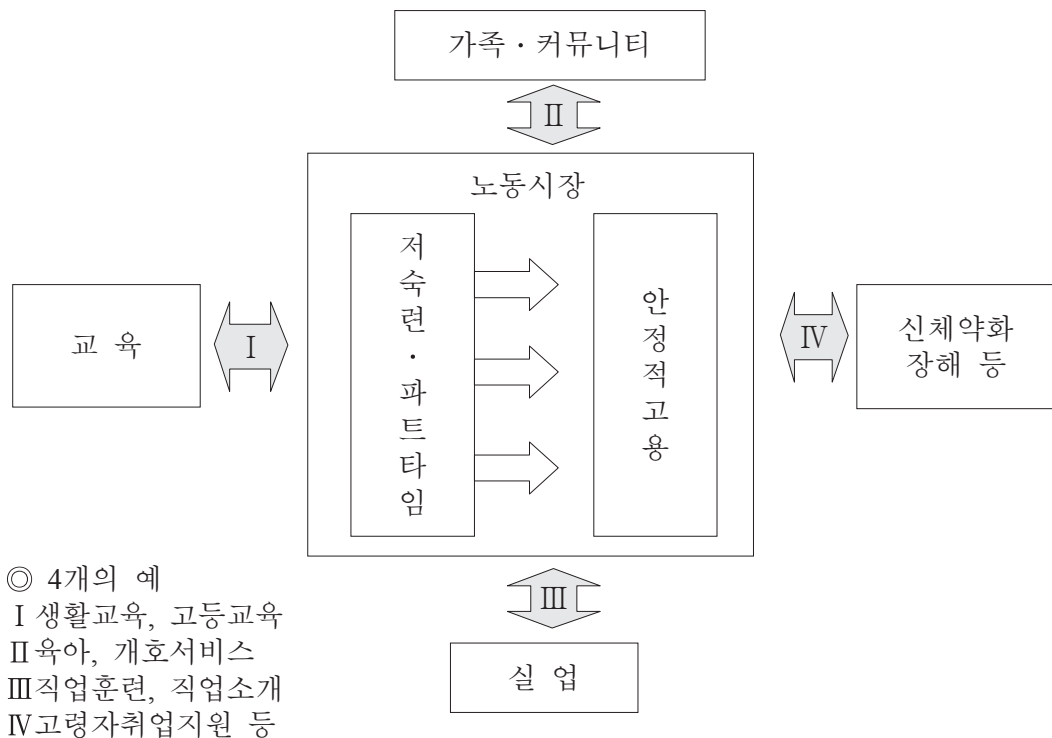 가족・커뮤니티
Ⅱ
노동시장
저숙련・파트타임
안정적고용
교 육
Ⅰ
Ⅳ
신체약화
장해 등
Ⅲ
실 업
◎ 4개의 예
Ⅰ 생활교육, 고등교육
Ⅱ육아, 개호서비스
Ⅲ직업훈련, 직업소개
Ⅳ고령자취업지원 등